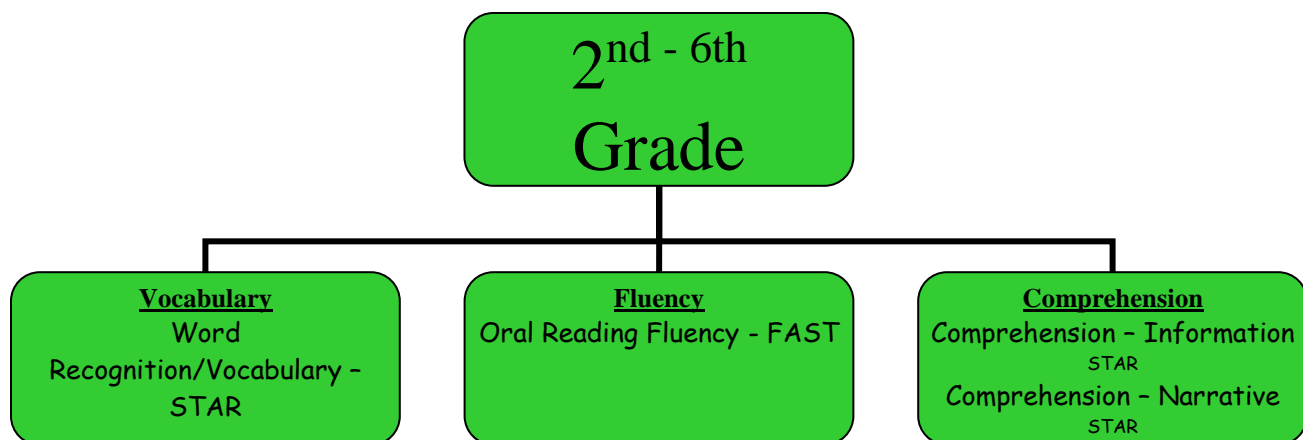 2nd - 6th
Grade
Vocabulary
Word
Recognition/Vocabulary –
STAR
Fluency
Oral Reading Fluency - FAST
Comprehension
Comprehension – Information
STAR
Comprehension – Narrative
STAR